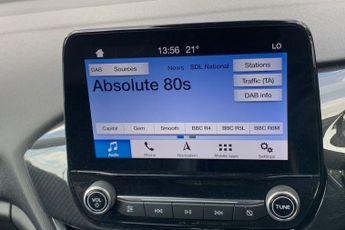 13:56 21° LO
DAB Sources News SDL National Stations
Absolute 80s
Traffic (TA)
DAB info
Capital Gem Smooth BBC R4 BBC R5L BBC R6M
Audio Phone Navigation Mobile apps Settings
VOL TUNE